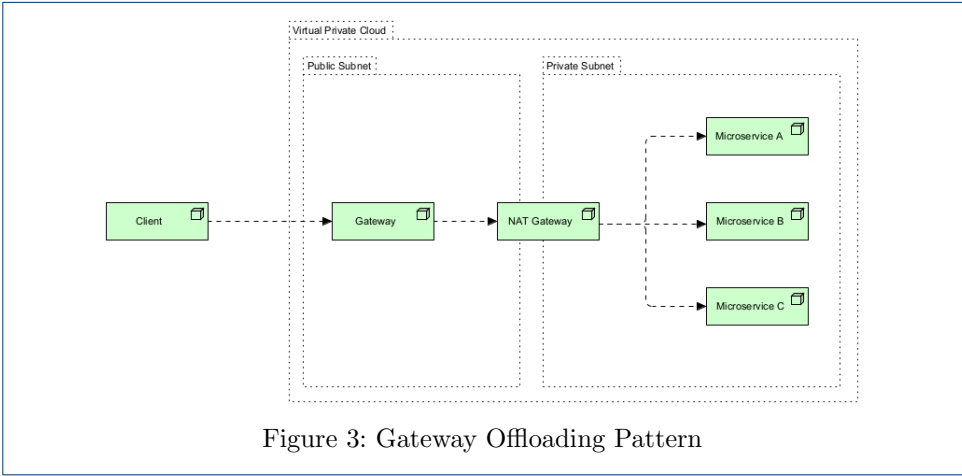 Virtual Private Cloud
Public Subnet
Private Subnet
Microservice A
Client
Gateway
NAT Gateway
Microservice B
Microservice C
Figure 3: Gateway Offloading Pattern